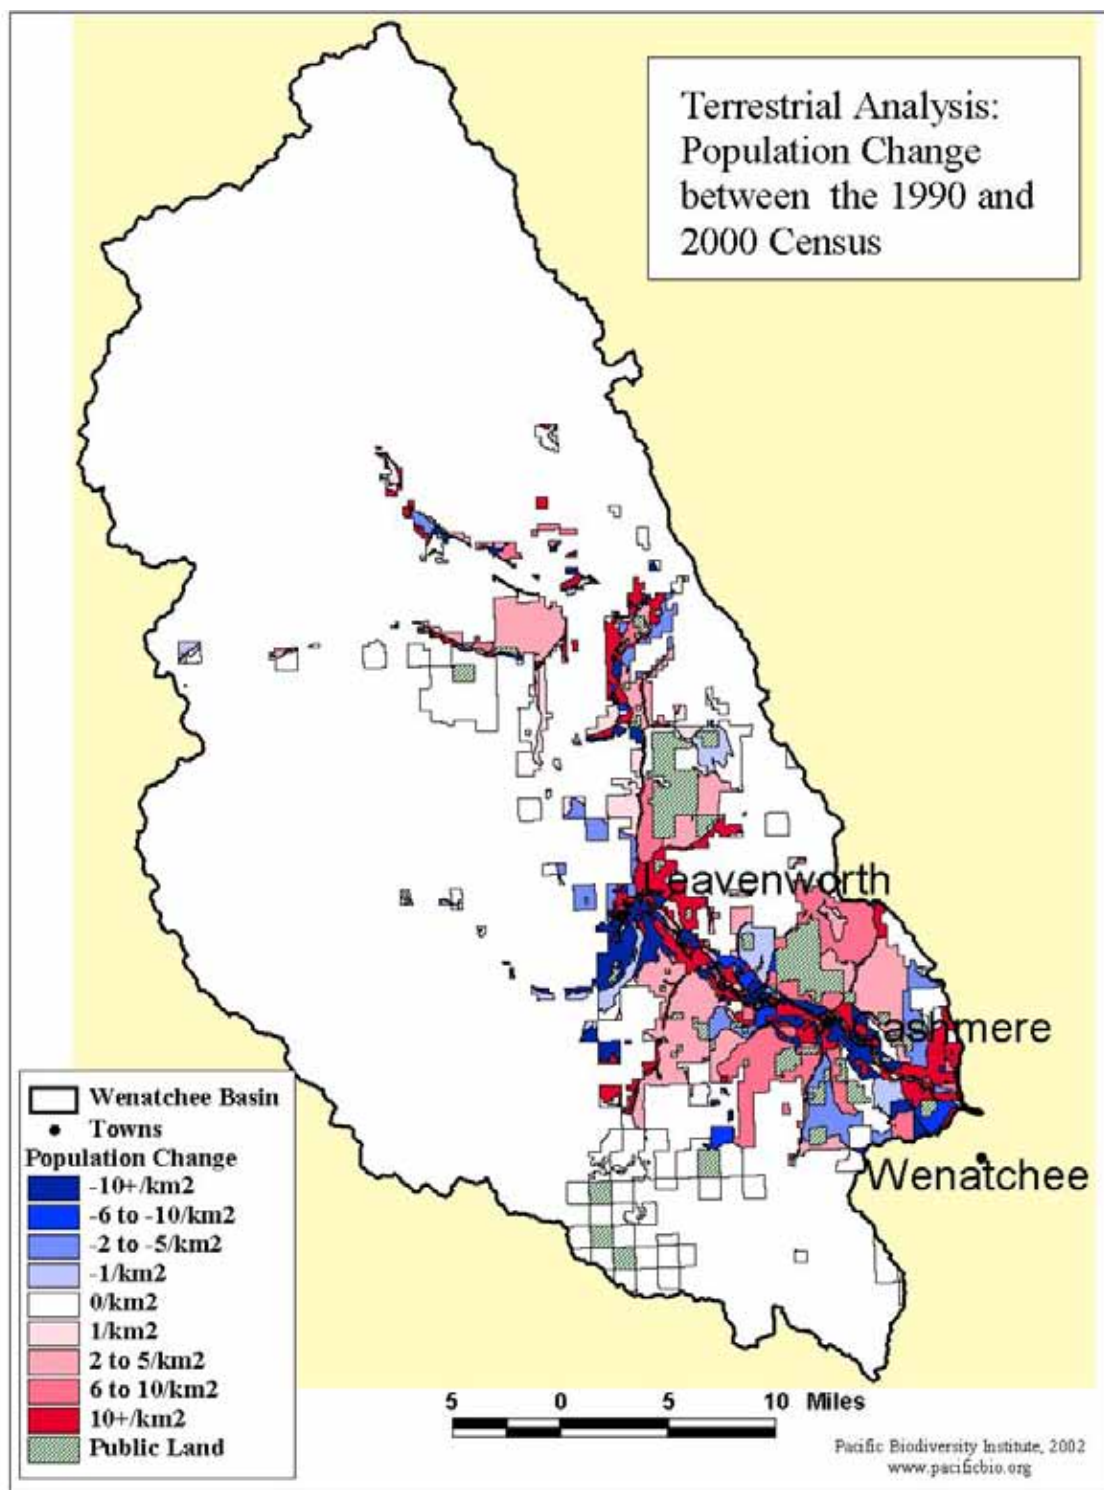 Terrestrial Analysis:
Population Change
between the 1990 and
2000 Census
Leavenworth
Cashmere
Wenatchee
Wenatchee Basin
Towns
Population Change
-10+/km2
-6 to -10/km2
-2 to -5/km2
-1/km2
0/km2
1/km2
2 to 5/km2
6 to 10/km2
10+/km2
Public Land
5 0 5 10 Miles
Pacific Biodiversity Institute, 2002
www.pacificbio.org